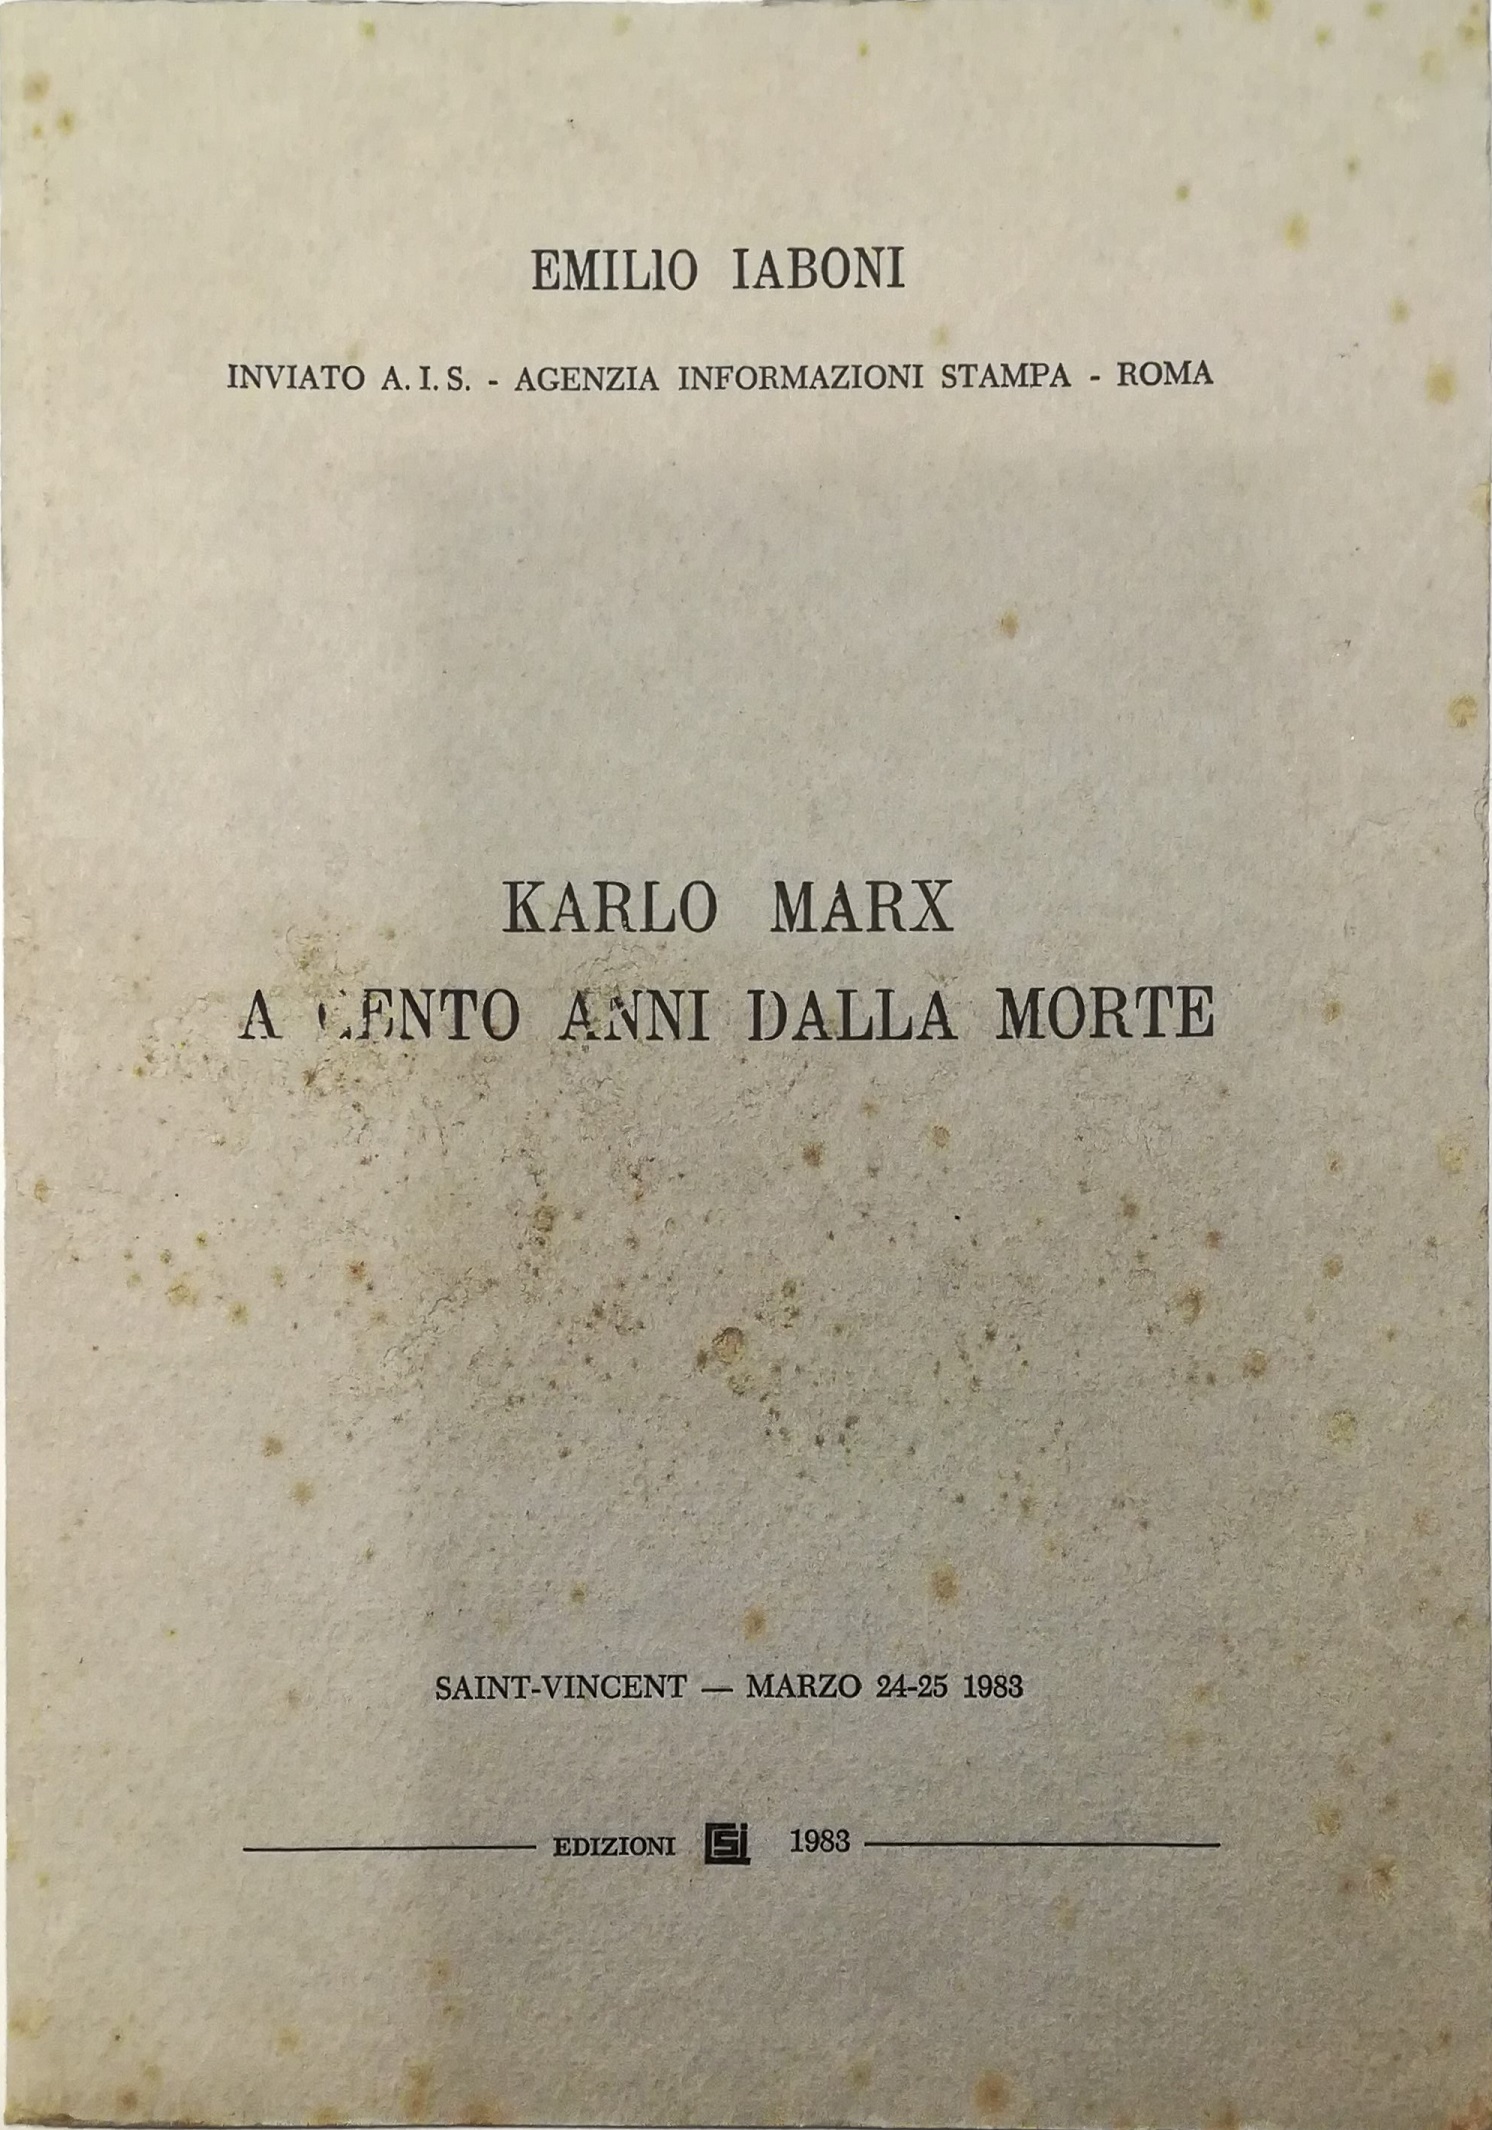 EMILIO IABONI
INVIATO A. I. S. - AGENZIA INFORMAZIONI STAMPA - ROMA
KARLO MARX
A CENTO ANNI DALLA MORTE
SAINT-VINCENT — MARZO 24-25 1983
EDIZIONI CSI 1983